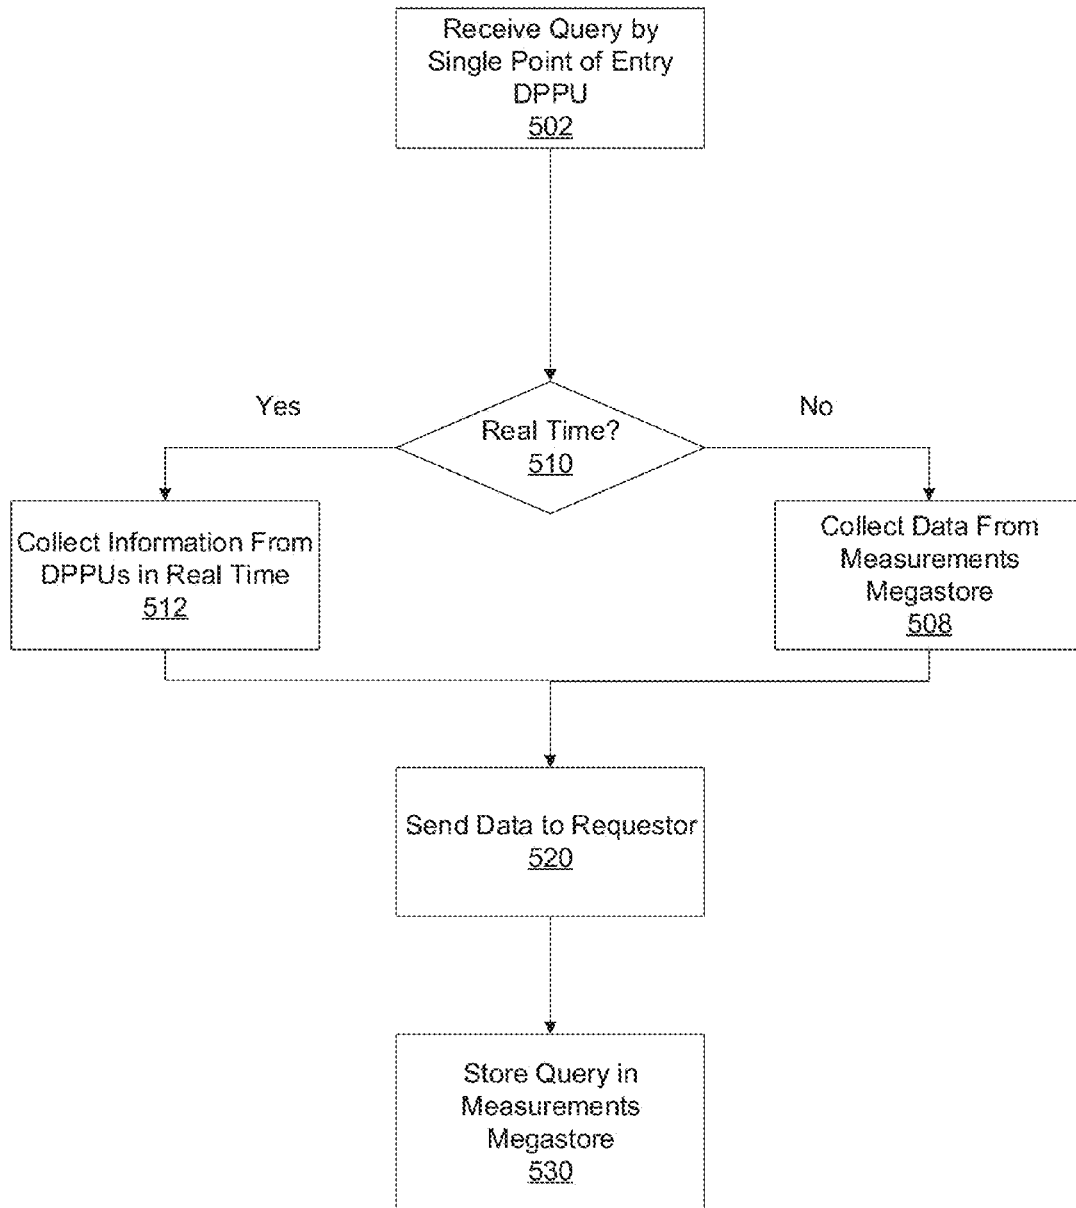 Receive Query by
Single Point of Entry
DPPU
502
Yes
No
Real Time?
510
Collect Information From
DPPUs in Real Time
512
Collect Data From
Measurements
Megastore
508
Send Data to Requestor
520
Store Query in
Measurements
Megastore
530